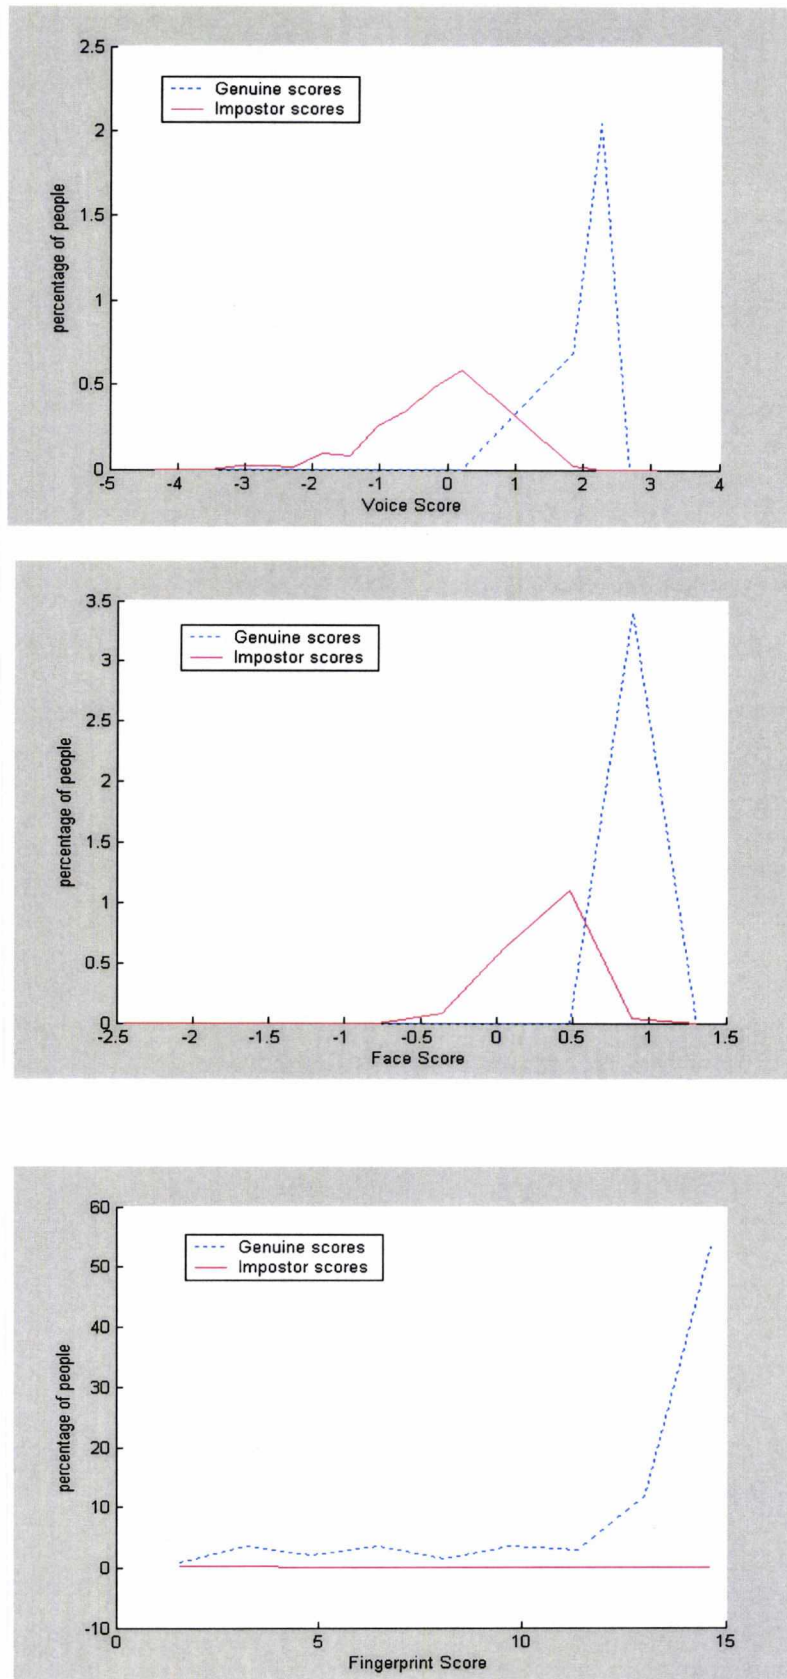 2.5
2
1.5
1
0.5
0
percentage of people
Genuine scores
Impostor scores
-5 -4 -3 -2 -1 0 1 2 3 4
Voice Score
3.5
3
2.5
2
1.5
1
0.5
0
percentage of people
Genuine scores
Impostor scores
-2.5 -2 -1.5 -1 -0.5 0 0.5 1 1.5
Face Score
60
50
40
30
20
10
0
-10
percentage of people
Genuine scores
Impostor scores
0 5 10 15
Fingerprint Score